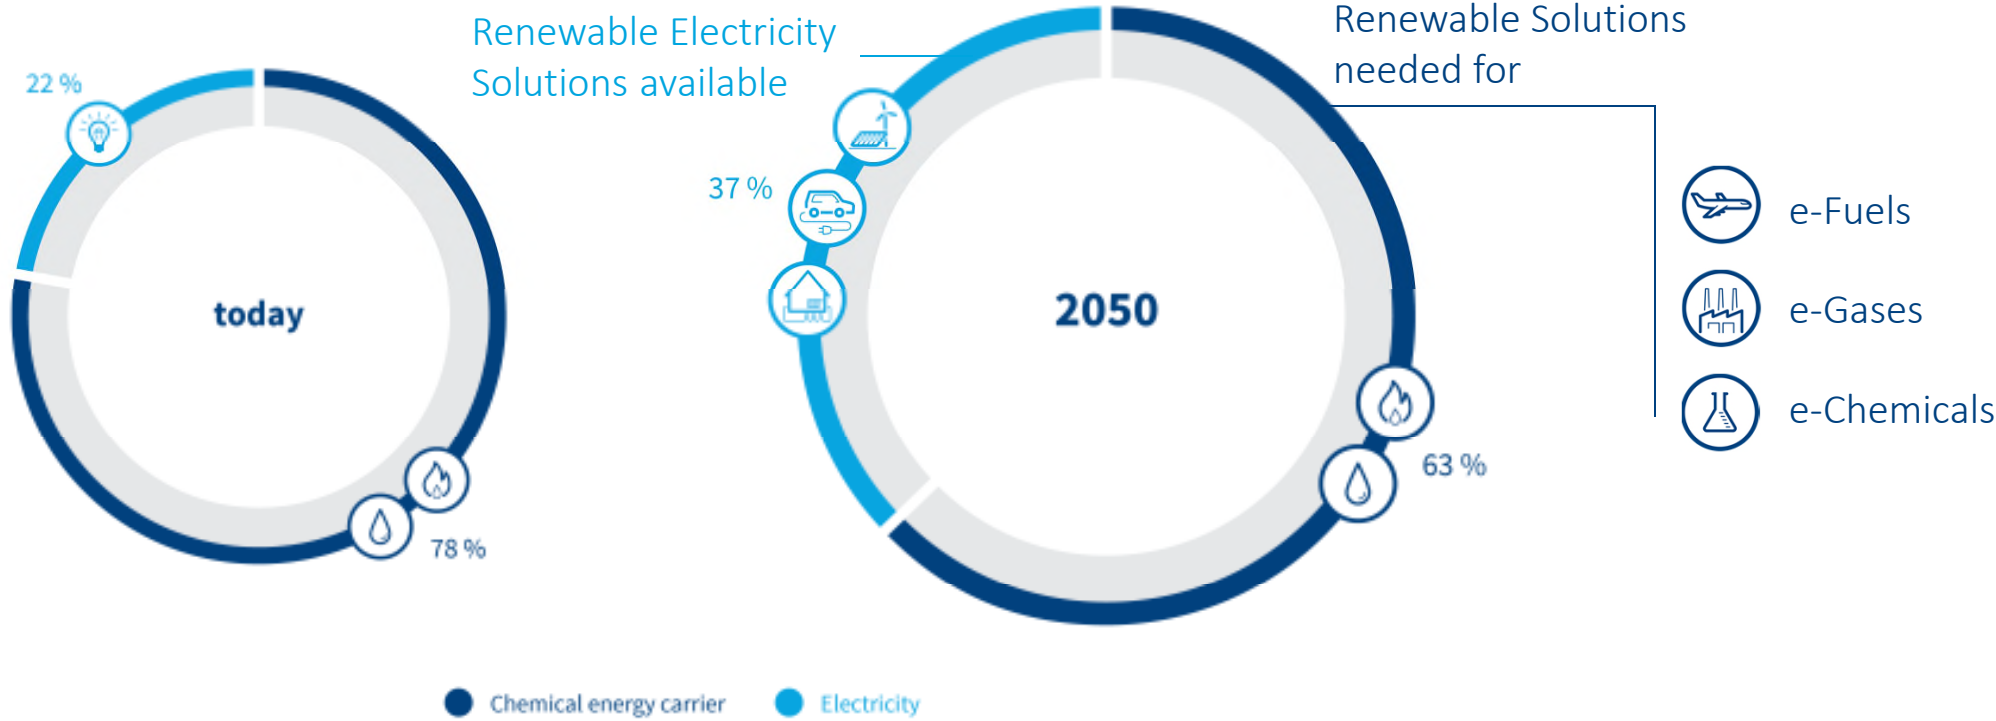 Renewable Electricity
Solutions available
Renewable Solutions
needed for
22 %
today
78 %
37 %
2050
63 %
e-Fuels
e-Gases
e-Chemicals
Chemical energy carrier
Electricity